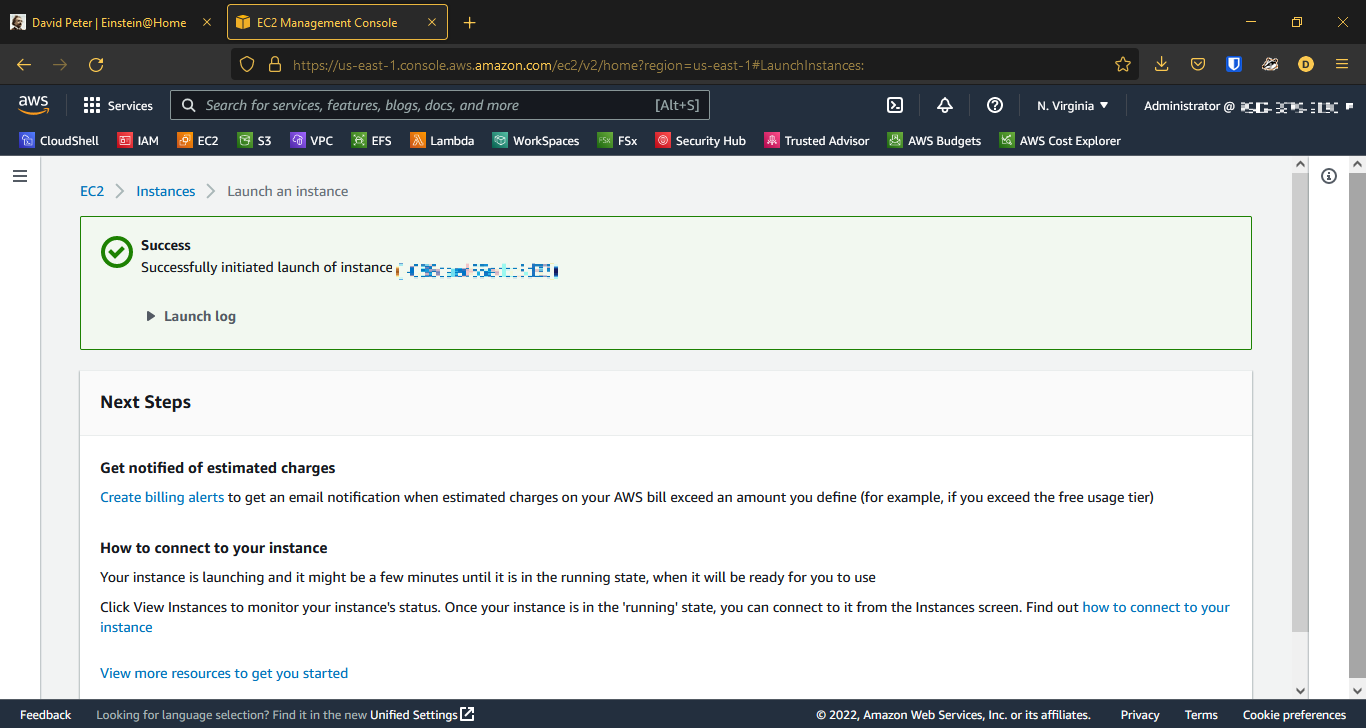 David Peter | Einstein@Home
EC2 Management Console
https://us-east-1.console.aws.amazon.com/ec2/v2/home?region=us-east-1#LaunchInstances:
D
aws
Services
Search for services, features, blogs, docs, and more
[Alt+S]
N. Virginia
Administrator @
CloudShell
IAM
EC2
S3
VPC
EFS
Lambda
WorkSpaces
FSx
Security Hub
Trusted Advisor
AWS Budgets
AWS Cost Explorer
EC2
Instances
Launch an instance
Success
Successfully initiated launch of instance
Launch log
Next Steps
Get notified of estimated charges
Create billing alerts to get an email notification when estimated charges on your AWS bill exceed an amount you define (for example, if you exceed the free usage tier)
How to connect to your instance
Your instance is launching and it might be a few minutes until it is in the running state, when it will be ready for you to use
Click View Instances to monitor your instance's status. Once your instance is in the 'running' state, you can connect to it from the Instances screen. Find out how to connect to your
instance
View more resources to get you started
Feedback
Looking for language selection? Find it in the new Unified Settings
© 2022, Amazon Web Services, Inc. or its affiliates.
Privacy
Terms
Cookie preferences